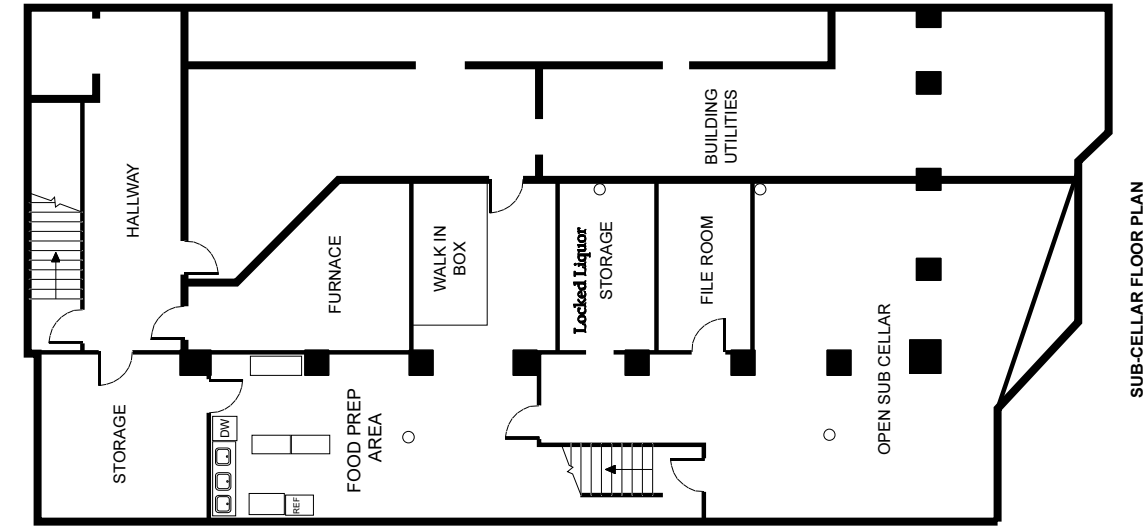 HALLWAY
BUILDING
UTILITIES
FURNACE
WALK IN
BOX
Locked Liquor
STORAGE
FILE ROOM
STORAGE
DW
FOOD PREP
AREA
REF
OPEN SUB CELLAR
SUB-CELLAR FLOOR PLAN